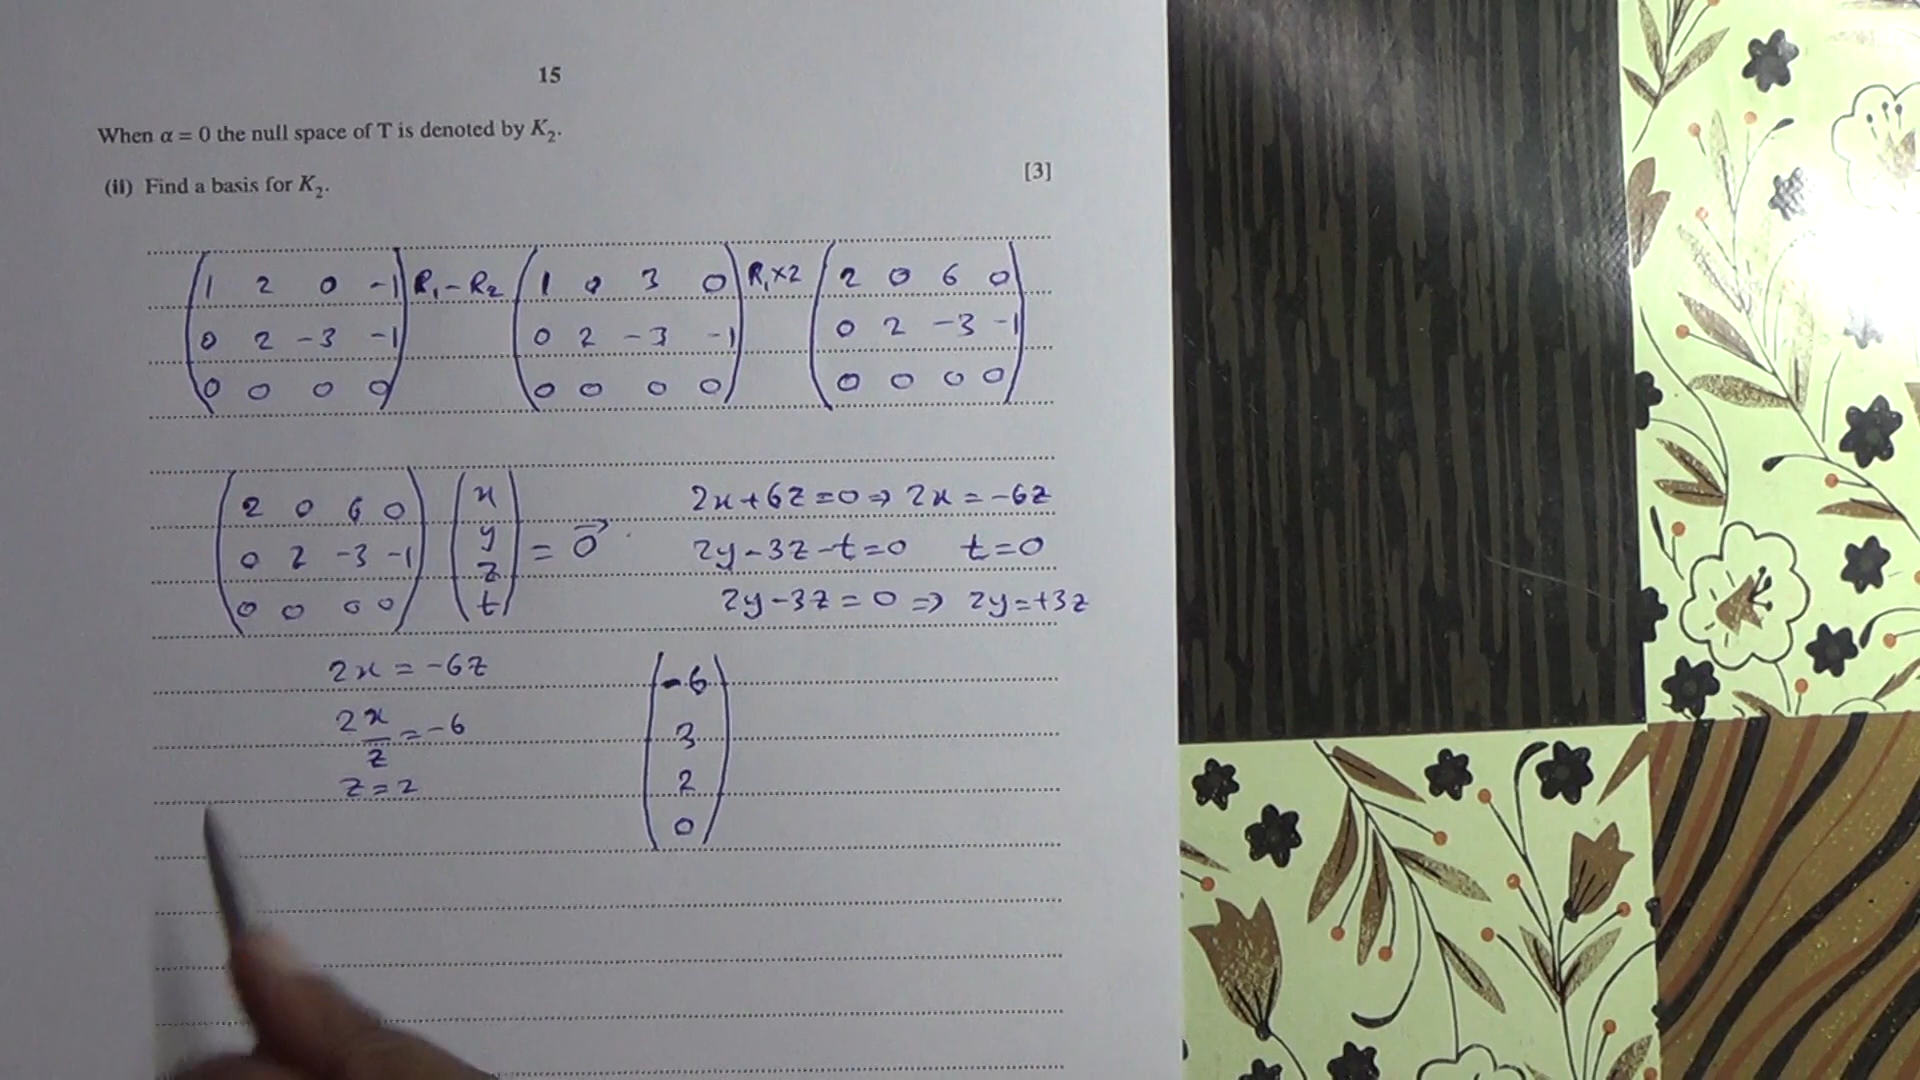 15
When α = 0 the null space of T is denoted by K₂.
(ii) Find a basis for K₂. [3]
1 2 0 -1 R₁ - R₂ 1 0 3 0 R₁×2 2 0 6 0
0 2 -3 -1 0 2 -3 -1 0 2 -3 -1
0 0 0 0 0 0 0 0 0 0 0 0
2 0 6 0
0 2 -3 -1
0 0 0 0
x
y
z
t
= 0⃗
2x+6z=0 ⇒ 2x = -6z
2y-3z-t=0 t=0
2y-3z=0 ⇒ 2y=+3z
2x = -6z
2x/z = -6
z = 2
-6
3
2
0